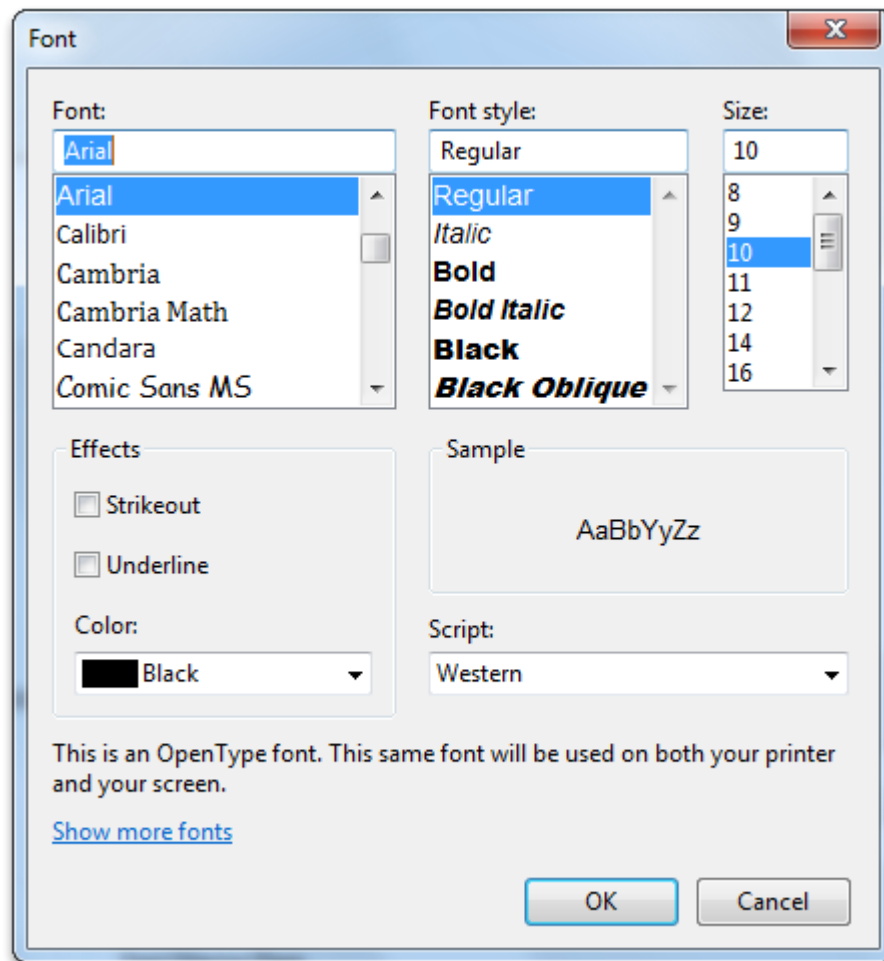 Font
Font:
Arial
Arial
Calibri
Cambria
Cambria Math
Candara
Comic Sans MS
Font style:
Regular
Regular
Italic
Bold
Bold Italic
Black
Black Oblique
Size:
10
8
9
10
11
12
14
16
Effects
Strikeout
Underline
Color:
Black
Sample
AaBbYyZz
Script:
Western
This is an OpenType font. This same font will be used on both your printer
and your screen.
Show more fonts
OK
Cancel